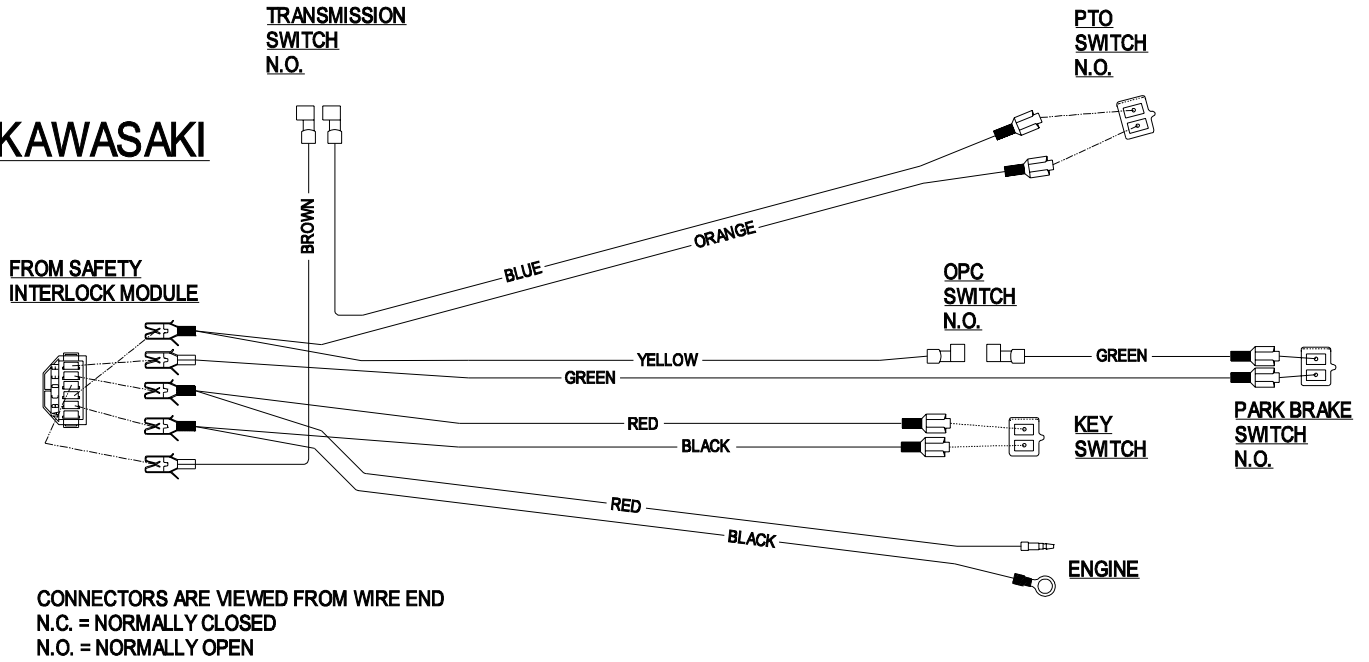 TRANSMISSION
SWITCH
N.O.
PTO
SWITCH
N.O.
KAWASAKI
BROWN
ORANGE
BLUE
FROM SAFETY
INTERLOCK MODULE
OPC
SWITCH
N.O.
YELLOW
GREEN
GREEN
RED
BLACK
KEY
SWITCH
PARK BRAKE
SWITCH
N.O.
RED
BLACK
ENGINE
CONNECTORS ARE VIEWED FROM WIRE END
N.C. = NORMALLY CLOSED
N.O. = NORMALLY OPEN